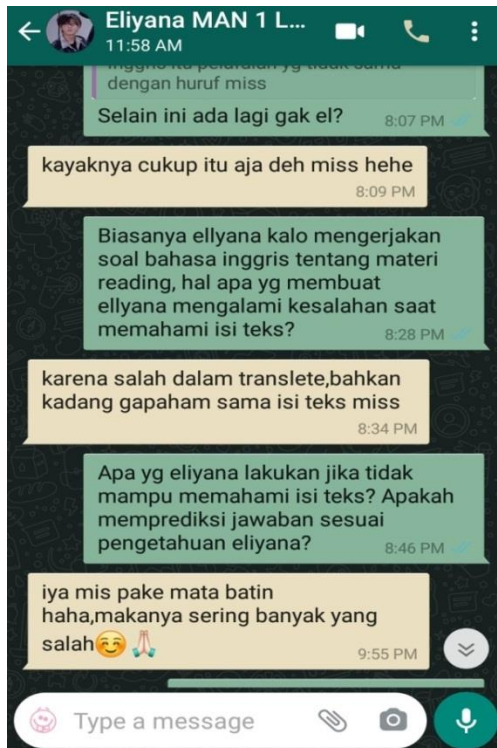 Eliyana MAN 1 L...
11:58 AM
dengan huruf miss
Selain ini ada lagi gak el?
8:07 PM
kayaknya cukup itu aja deh miss hehe
8:09 PM
Biasanya ellyana kalo mengerjakan
soal bahasa inggris tentang materi
reading, hal apa yg membuat
ellyana mengalami kesalahan saat
memahami isi teks?
8:28 PM
karena salah dalam translete,bahkan
kadang gapaham sama isi teks miss
8:34 PM
Apa yg eliyana lakukan jika tidak
mampu memahami isi teks? Apakah
memprediksi jawaban sesuai
pengetahuan eliyana?
8:46 PM
iya mis pake mata batin
haha,makanya sering banyak yang
salah☺️🙏🏻
9:55 PM
Type a message